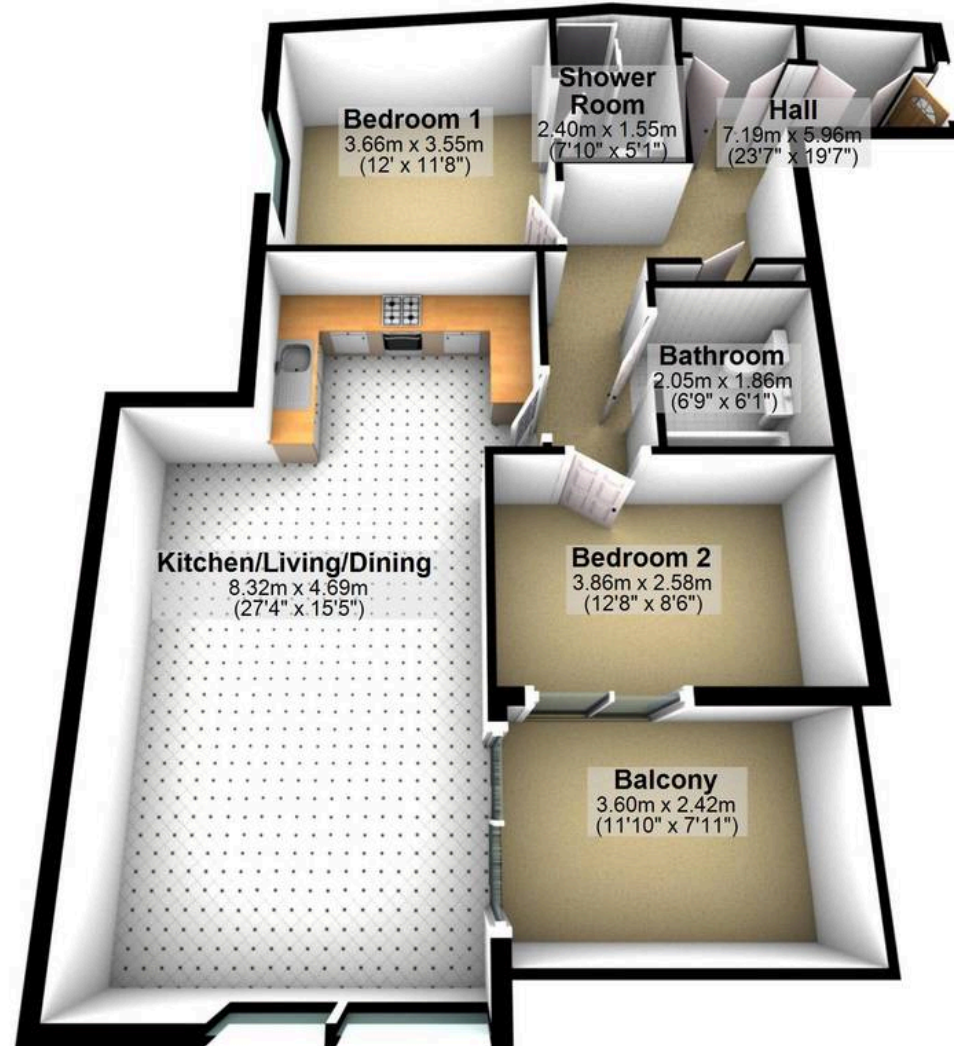 Bedroom 1
3.66m x 3.55m
(12' x 11'8")
Shower
Room
2.40m x 1.55m
(7'10" x 5'1")
Hall
7.19m x 5.96m
(23'7" x 19'7")
Bathroom
2.05m x 1.86m
(6'9" x 6'1")
Kitchen/Living/Dining
8.32m x 4.69m
(27'4" x 15'5")
Bedroom 2
3.86m x 2.58m
(12'8" x 8'6")
Balcony
3.60m x 2.42m
(11'10" x 7'11")